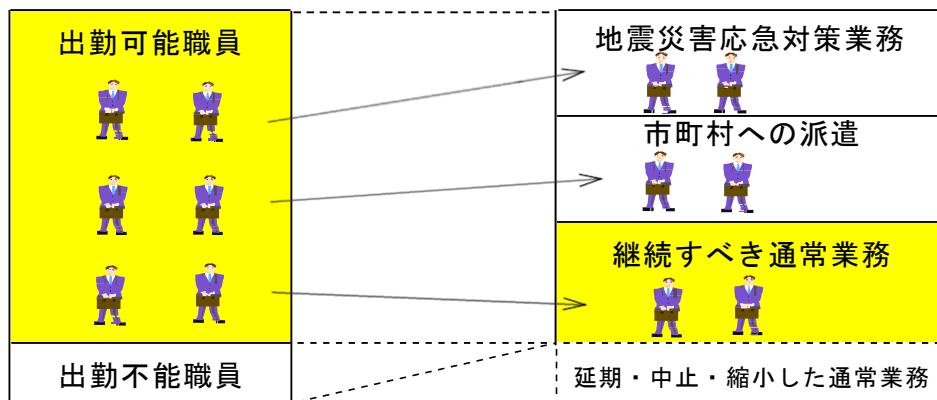 出勤可能職員
出勤不能職員
地震災害応急対策業務
市町村への派遣
継続すべき通常業務
延期・中止・縮小した通常業務